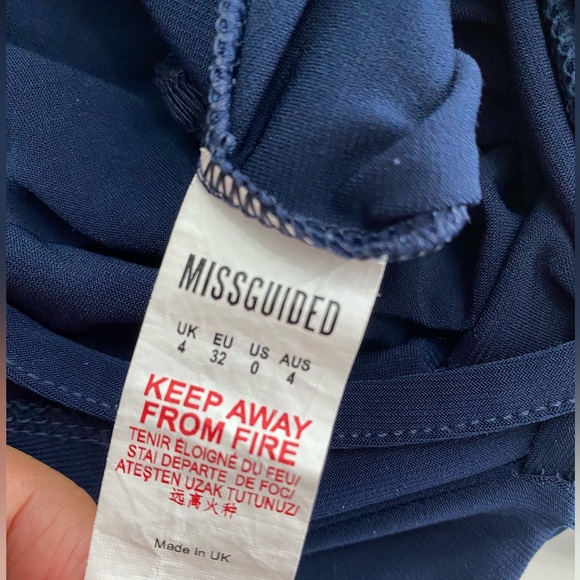 MISSGUIDED
UK EU US AUS
4 32 0 4
KEEP AWAY
FROM FIRE
TENIR ÉLOIGNÉ DU FEU/
STAI DEPARTE DE FOC/
ATEŞTEN UZAK TUTUNUZ/
远离火种
Made in UK